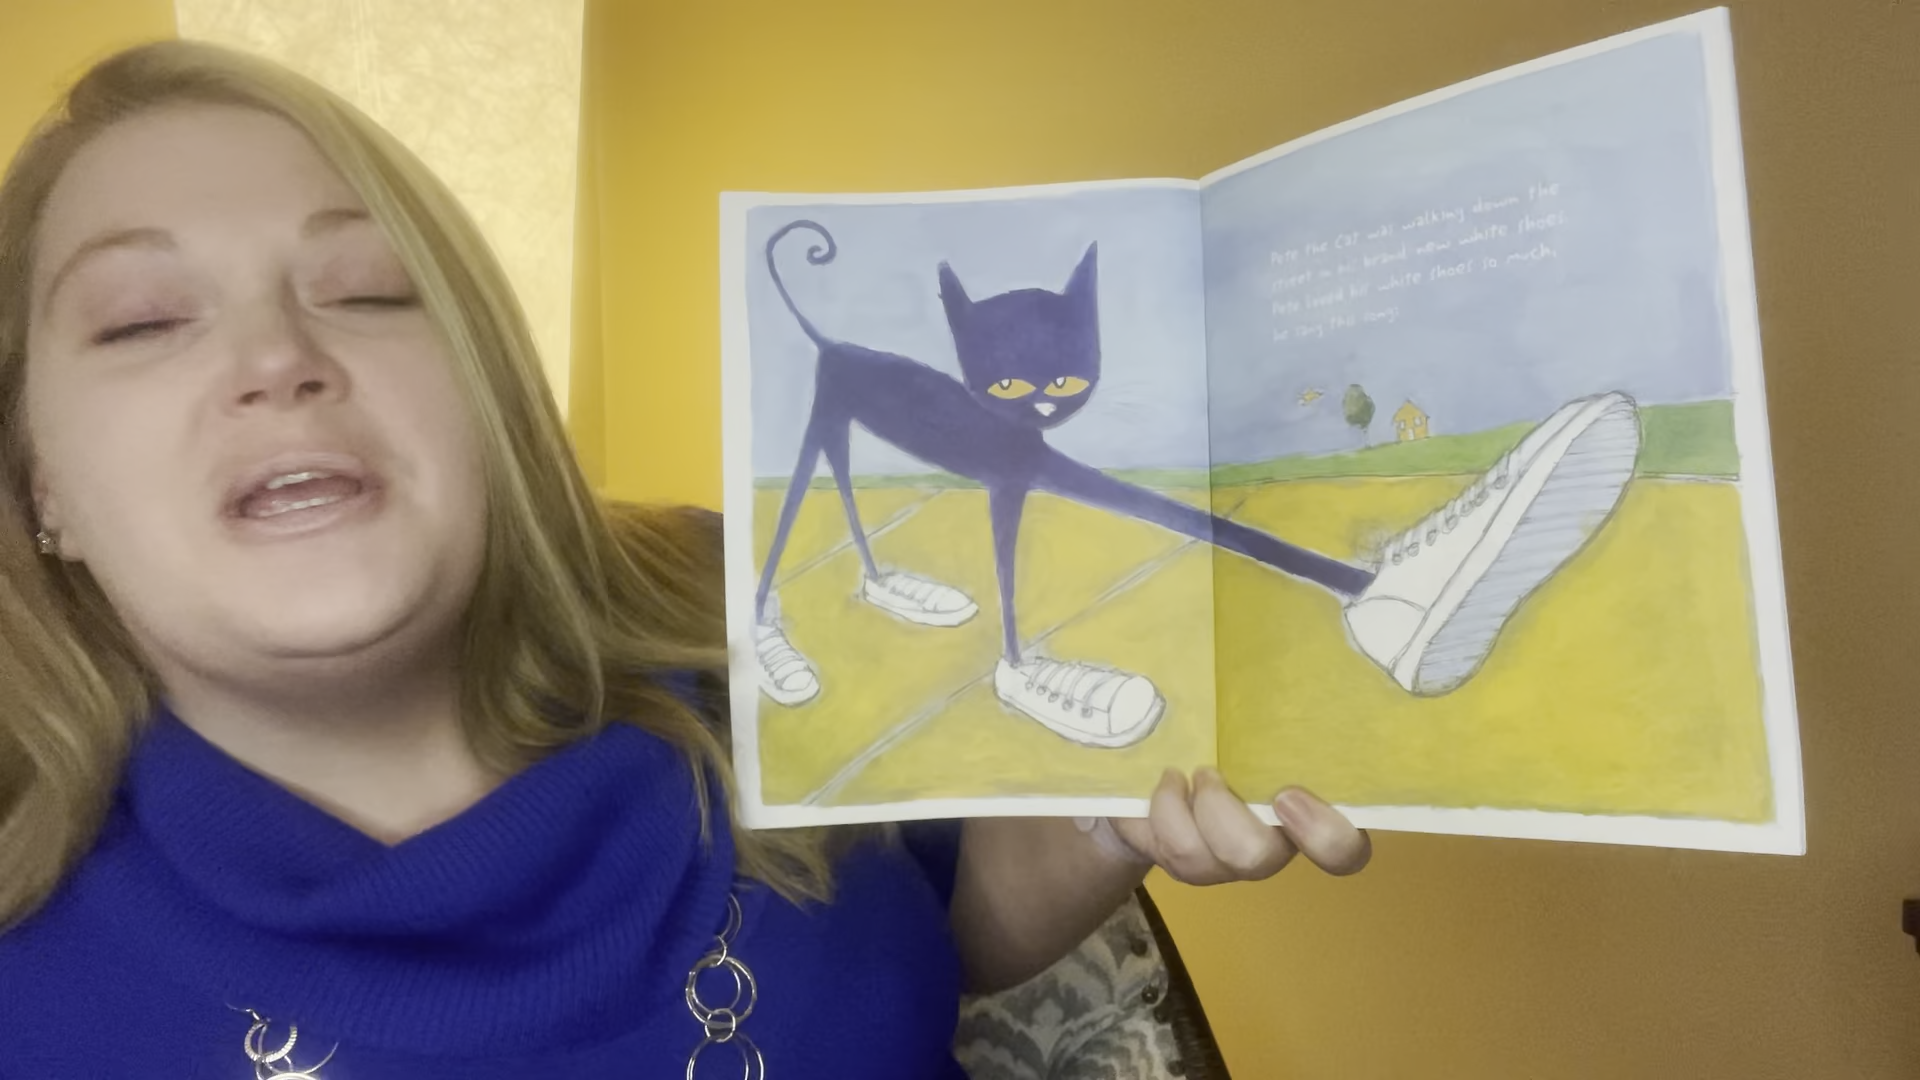 Pete the Cat was walking down the
street in his brand new white shoes.
Pete loved his white shoes so much,
he sang this song: